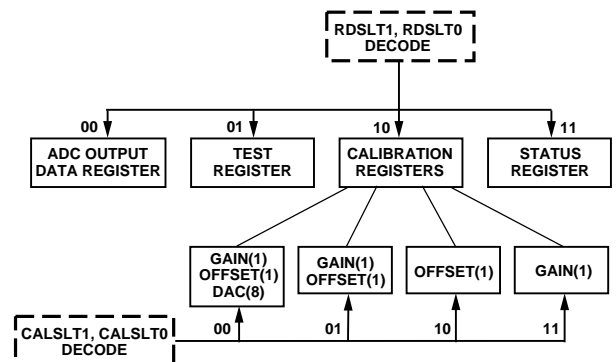 RDSLT1, RDSLT0
DECODE
00
01
10
11
ADC OUTPUT
DATA REGISTER
TEST
REGISTER
CALIBRATION
REGISTERS
STATUS
REGISTER
GAIN(1)
OFFSET(1)
DAC(8)
GAIN(1)
OFFSET(1)
OFFSET(1)
GAIN(1)
CALSLT1, CALSLT0
DECODE
00
01
10
11